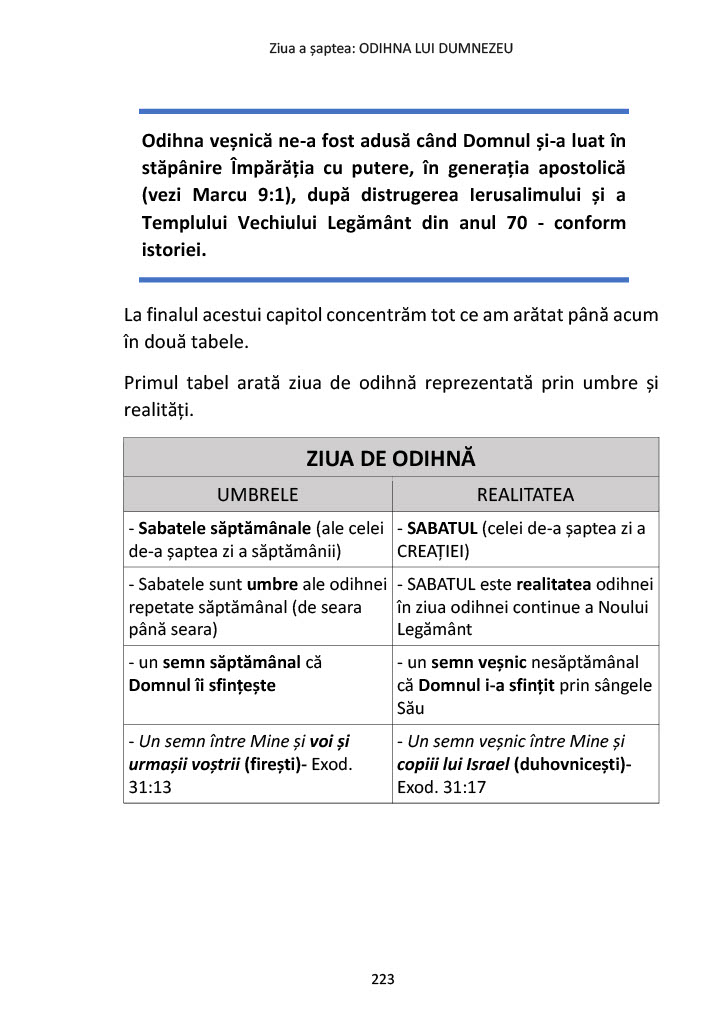 Ziua a șaptea: ODIHNA LUI DUMNEZEU
Odihna veșnică ne-a fost adusă când Domnul și-a luat în
stăpânire Împărăția cu putere, în generația apostolică
(vezi Marcu 9:1), după distrugerea Ierusalimului și a
Templului Vechiului Legământ din anul 70 - conform
istoriei.
La finalul acestui capitol concentrăm tot ce am arătat până acum
în două tabele.
Primul tabel arată ziua de odihnă reprezentată prin umbre și
realități.
ZIUA DE ODIHNĂ
UMBRELE
REALITATEA
- Sabatele săptămânale (ale celei
de-a șaptea zi a săptămânii)
- SABATUL (celei de-a șaptea zi a
CREAȚIEI)
- Sabatele sunt umbre ale odihnei
repetate săptămânal (de seara
până seara)
- SABATUL este realitatea odihnei
în ziua odihnei continue a Noului
Legământ
- un semn săptămânal că
Domnul îi sfințește
- un semn veșnic nesăptămânal
că Domnul i-a sfințit prin sângele
Său
- Un semn între Mine și voi și
urmașii voștrii (firești)- Exod.
31:13
- Un semn veșnic între Mine și
copiii lui Israel (duhovnicești)-
Exod. 31:17
223